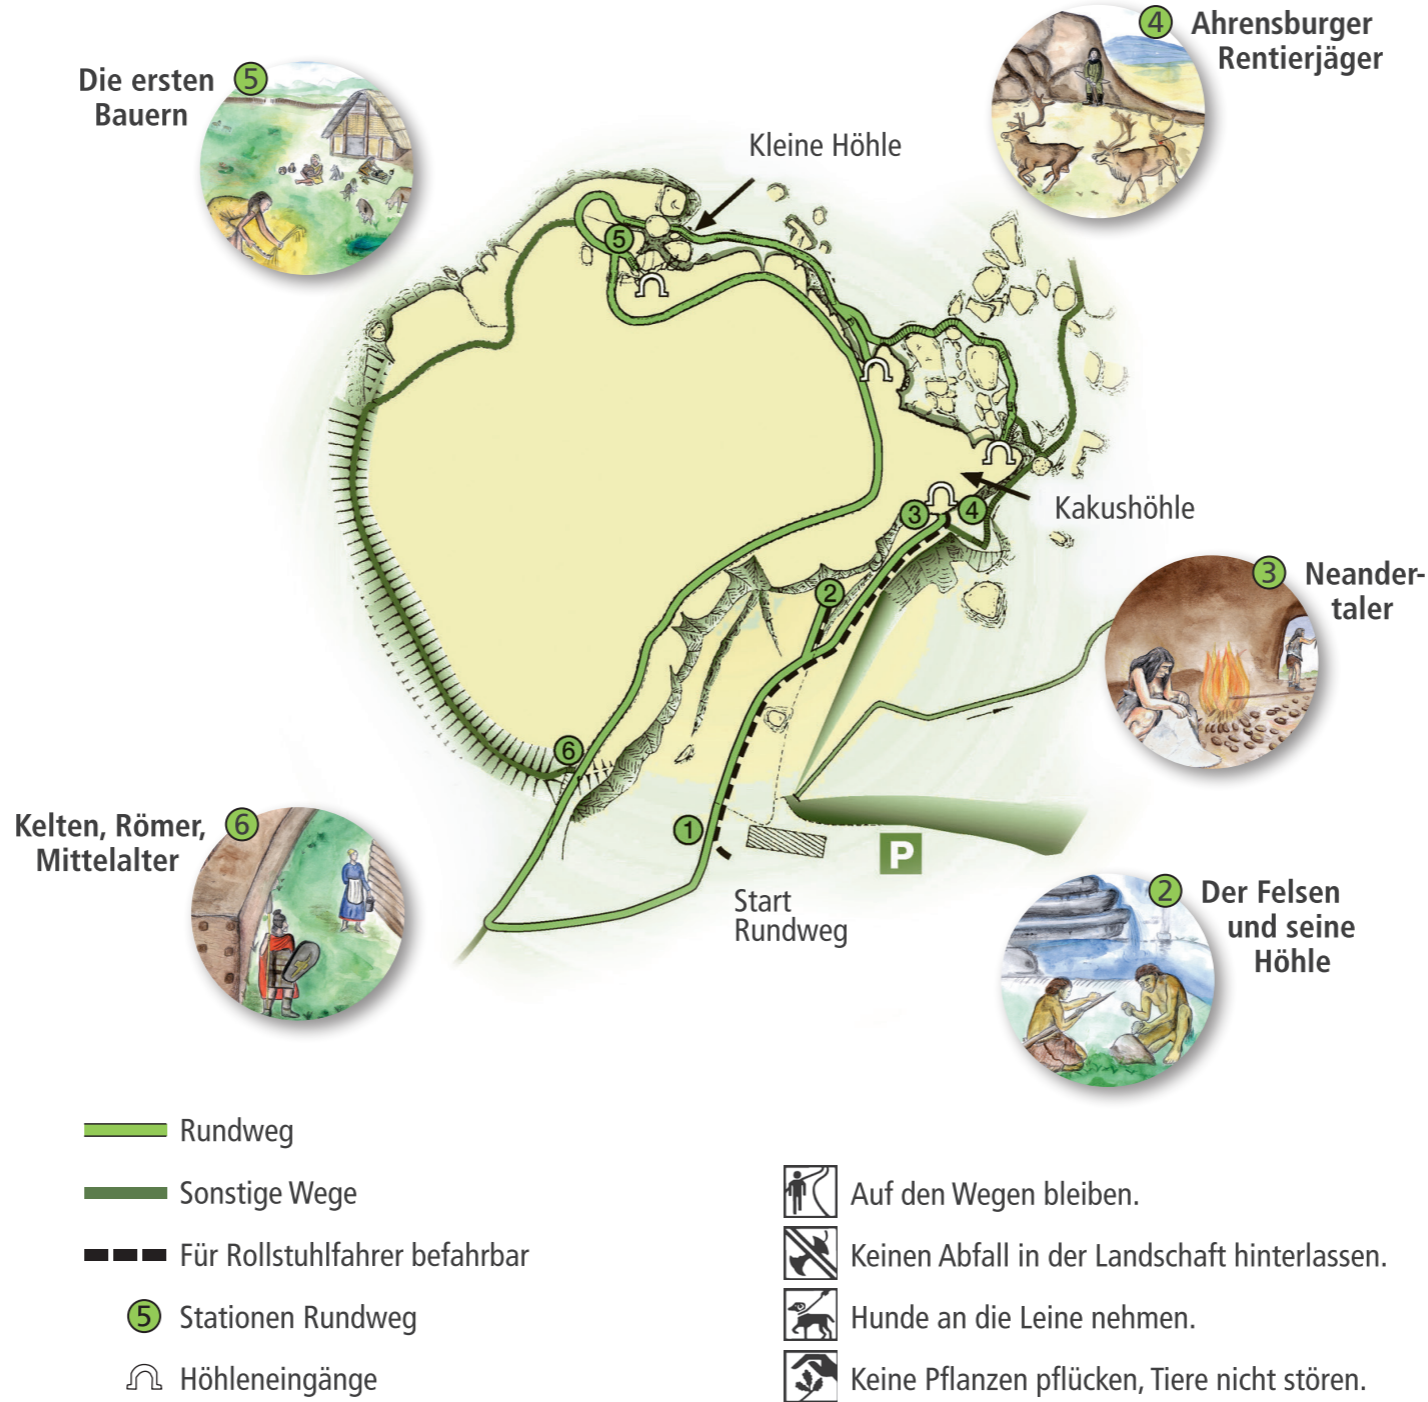 4 Ahrensburger
Rentierjäger
Die ersten 5
Bauern
Kleine Höhle
5
3
4
Kakushöhle
3 Neander-
taler
2
6
Kelten, Römer, 6
Mittelalter
1
P
Start
Rundweg
2 Der Felsen
und seine
Höhle
Rundweg
Sonstige Wege
Für Rollstuhlfahrer befahrbar
5 Stationen Rundweg
Höhleneingänge
Auf den Wegen bleiben.
Keinen Abfall in der Landschaft hinterlassen.
Hunde an die Leine nehmen.
Keine Pflanzen pflücken, Tiere nicht stören.